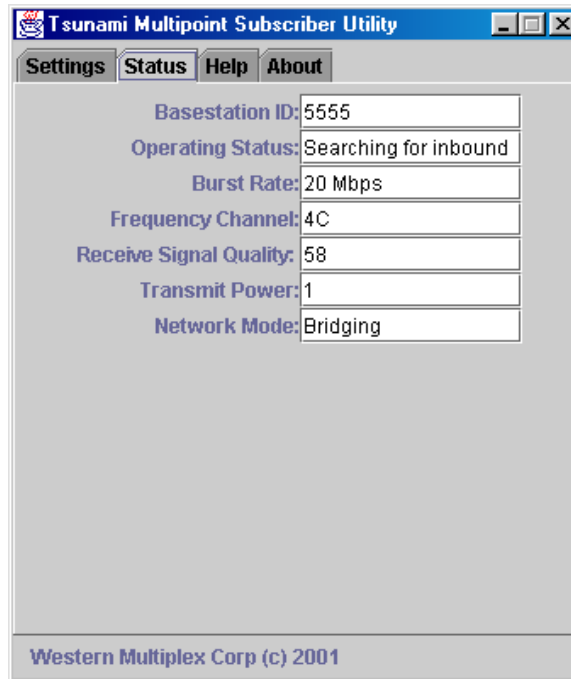 Tsunami Multipoint Subscriber Utility
Settings Status Help About
Basestation ID: 5555
Operating Status: Searching for inbound
Burst Rate: 20 Mbps
Frequency Channel: 4C
Receive Signal Quality: 58
Transmit Power: 1
Network Mode: Bridging
Western Multiplex Corp (c) 2001